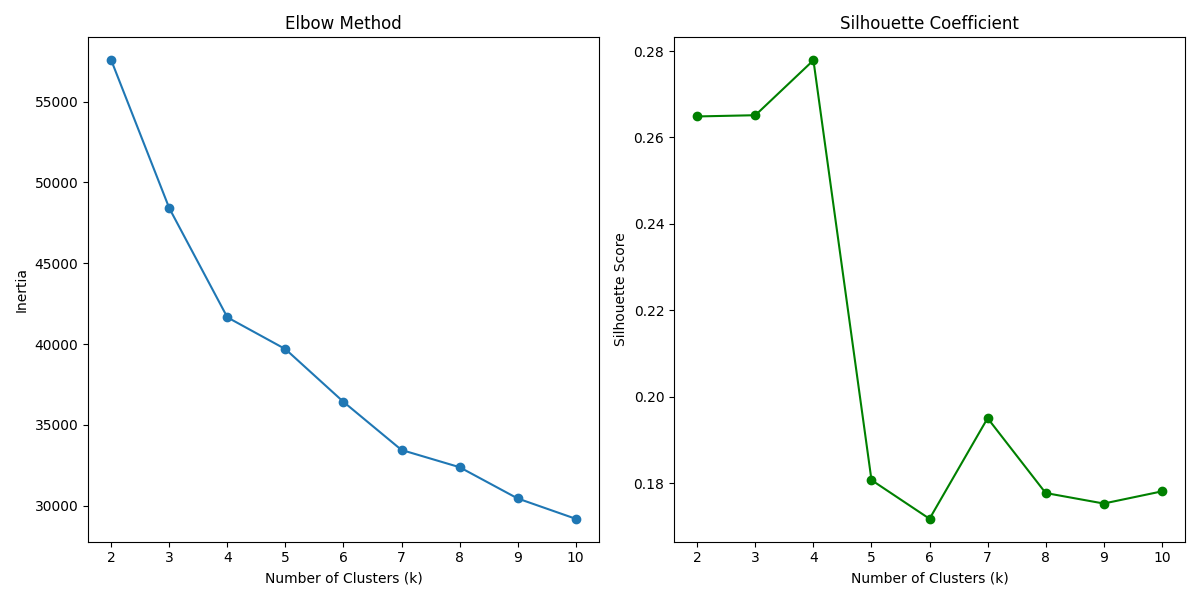 Elbow Method
55000
50000
45000
40000
35000
30000
Inertia
2 3 4 5 6 7 8 9 10
Number of Clusters (k)
Silhouette Coefficient
0.28
0.26
0.24
0.22
0.20
0.18
Silhouette Score
2 3 4 5 6 7 8 9 10
Number of Clusters (k)